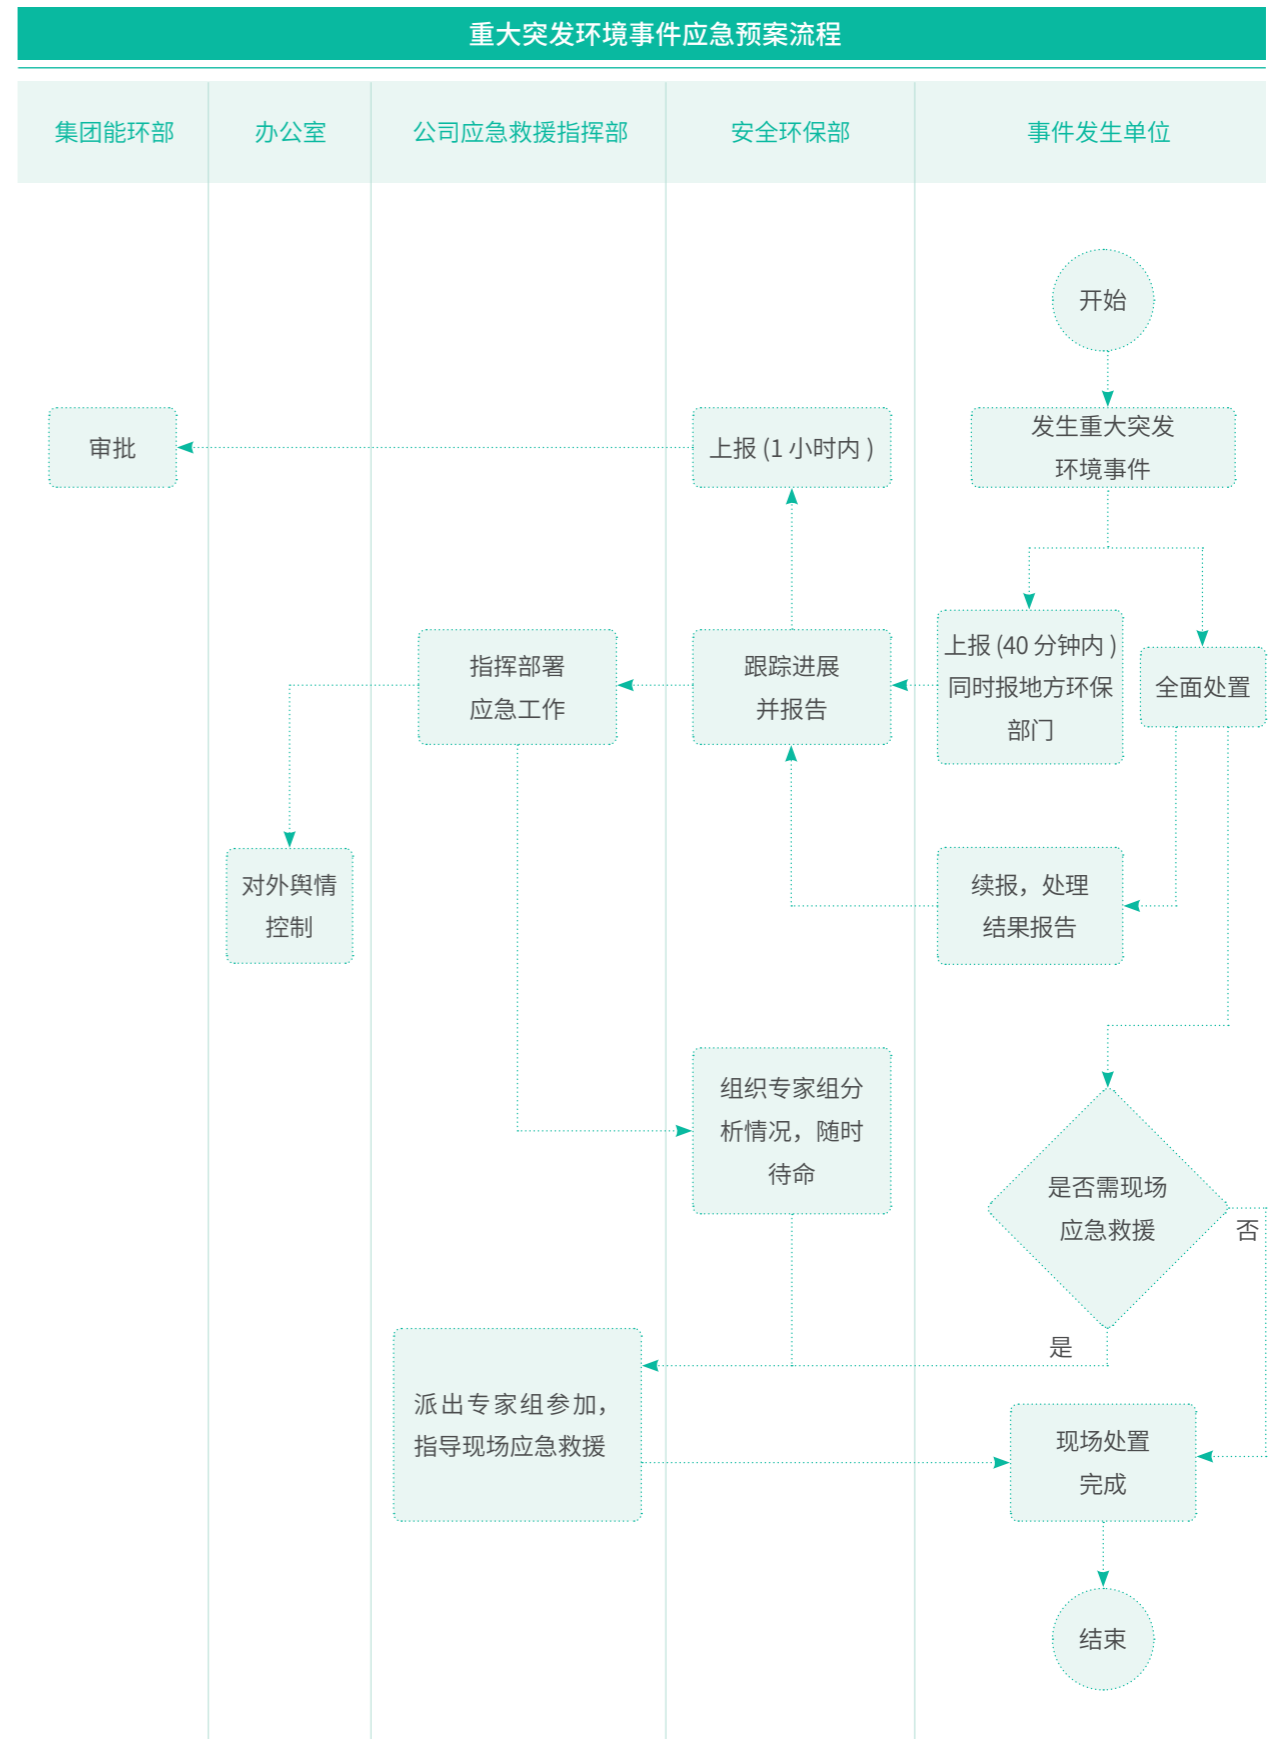 重大突发环境事件应急预案流程
集团能环部
办公室
公司应急救援指挥部
安全环保部
事件发生单位
开始
审批
上报 (1 小时内 )
发生重大突发
环境事件
指挥部署
应急工作
跟踪进展
并报告
上报 (40 分钟内 )
同时报地方环保
部门
全面处置
对外舆情
控制
续报，处理
结果报告
组织专家组分
析情况，随时
待命
是否需现场
应急救援
否
是
派出专家组参加，
指导现场应急救援
现场处置
完成
结束